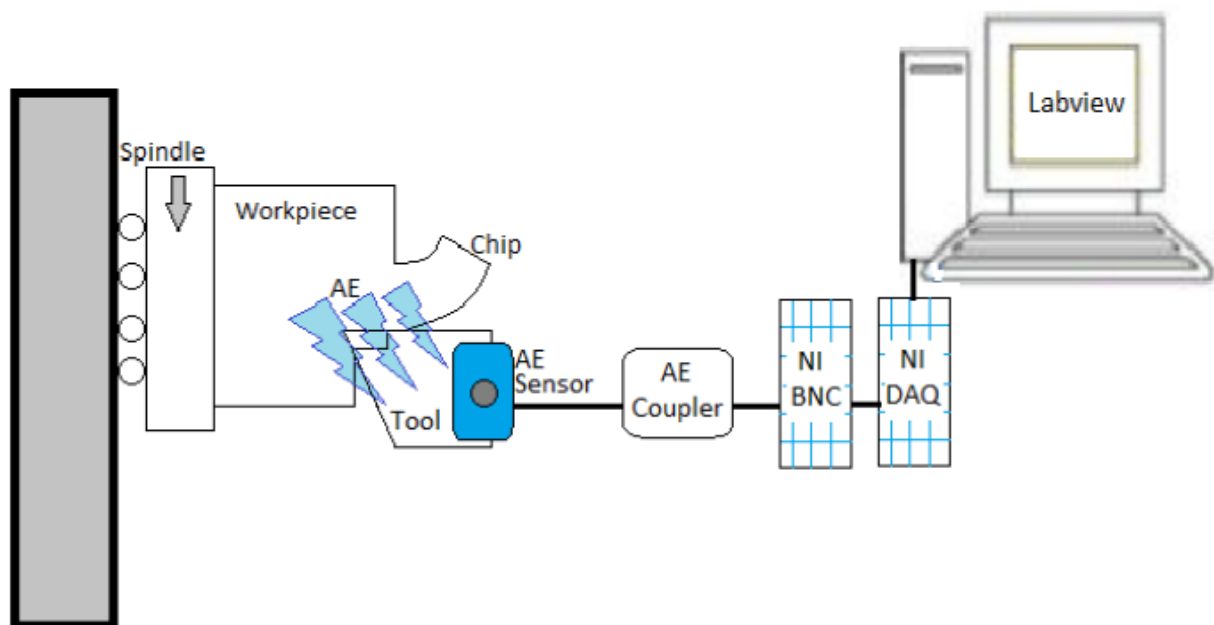 Labview
Spindle
Workpiece
Chip
AE
AE
Sensor
Tool
AE
Coupler
NI
BNC
NI
DAQ